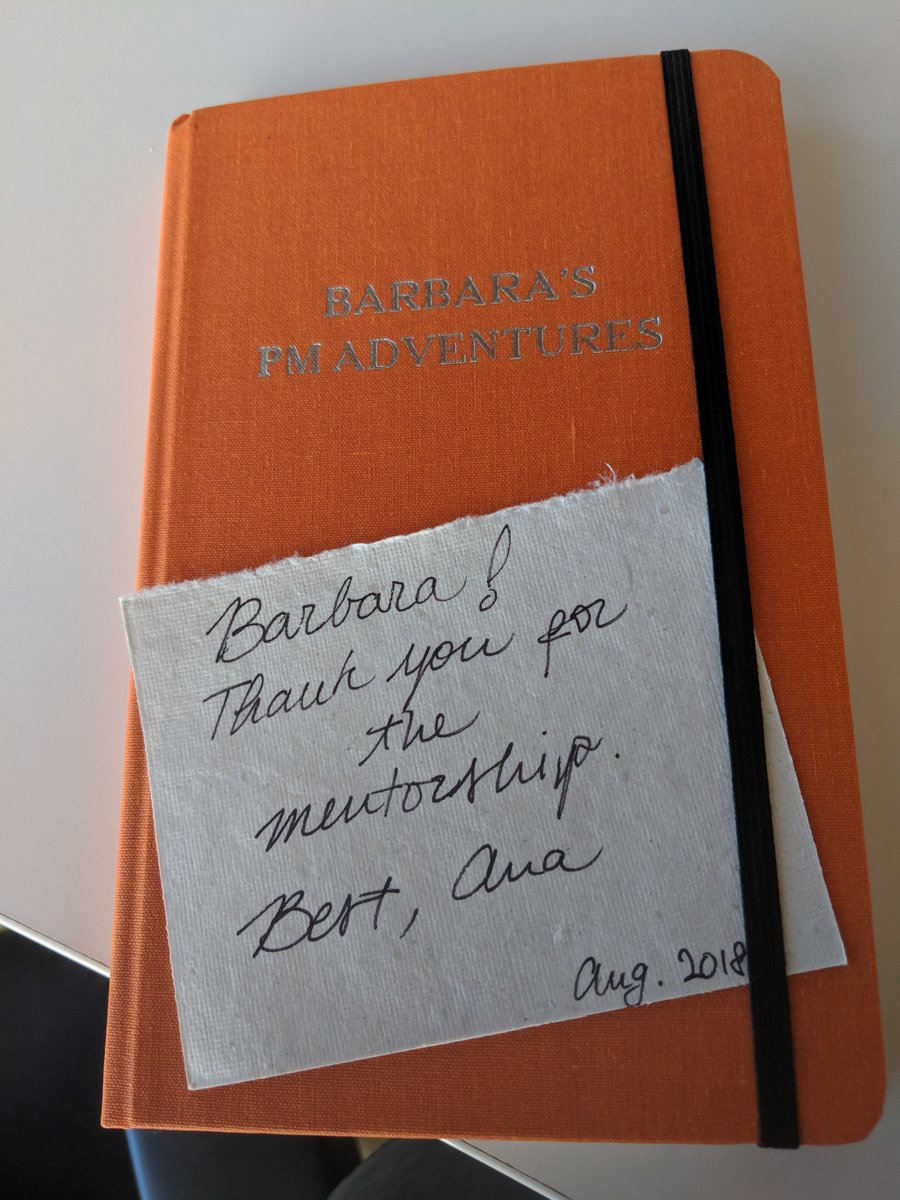 BARBARA'S
PM ADVENTURES
Barbara!
Thank you for
the
mentorship.
Best, Ana
Aug. 2018